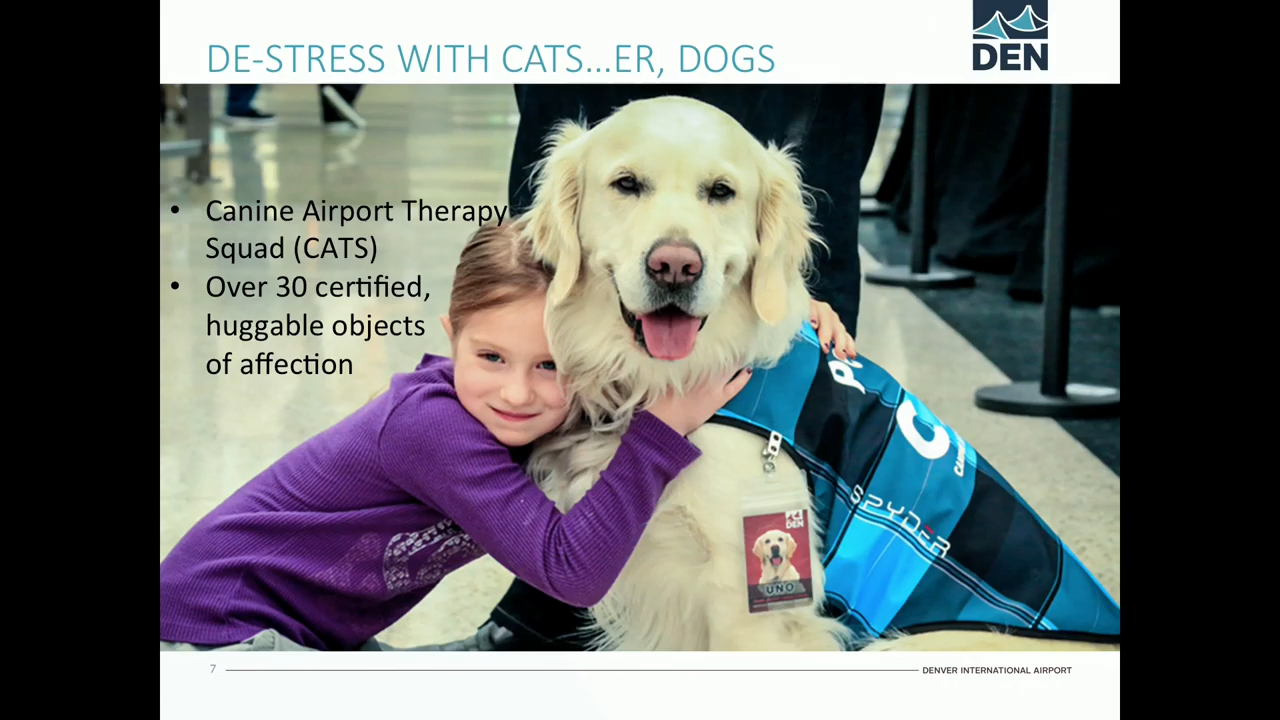 DE-STRESS WITH CATS...ER, DOGS
DEN
• Canine Airport Therapy
Squad (CATS)
• Over 30 certified,
huggable objects
of affection
SPYDER
DEN
UNO
7
DENVER INTERNATIONAL AIRPORT